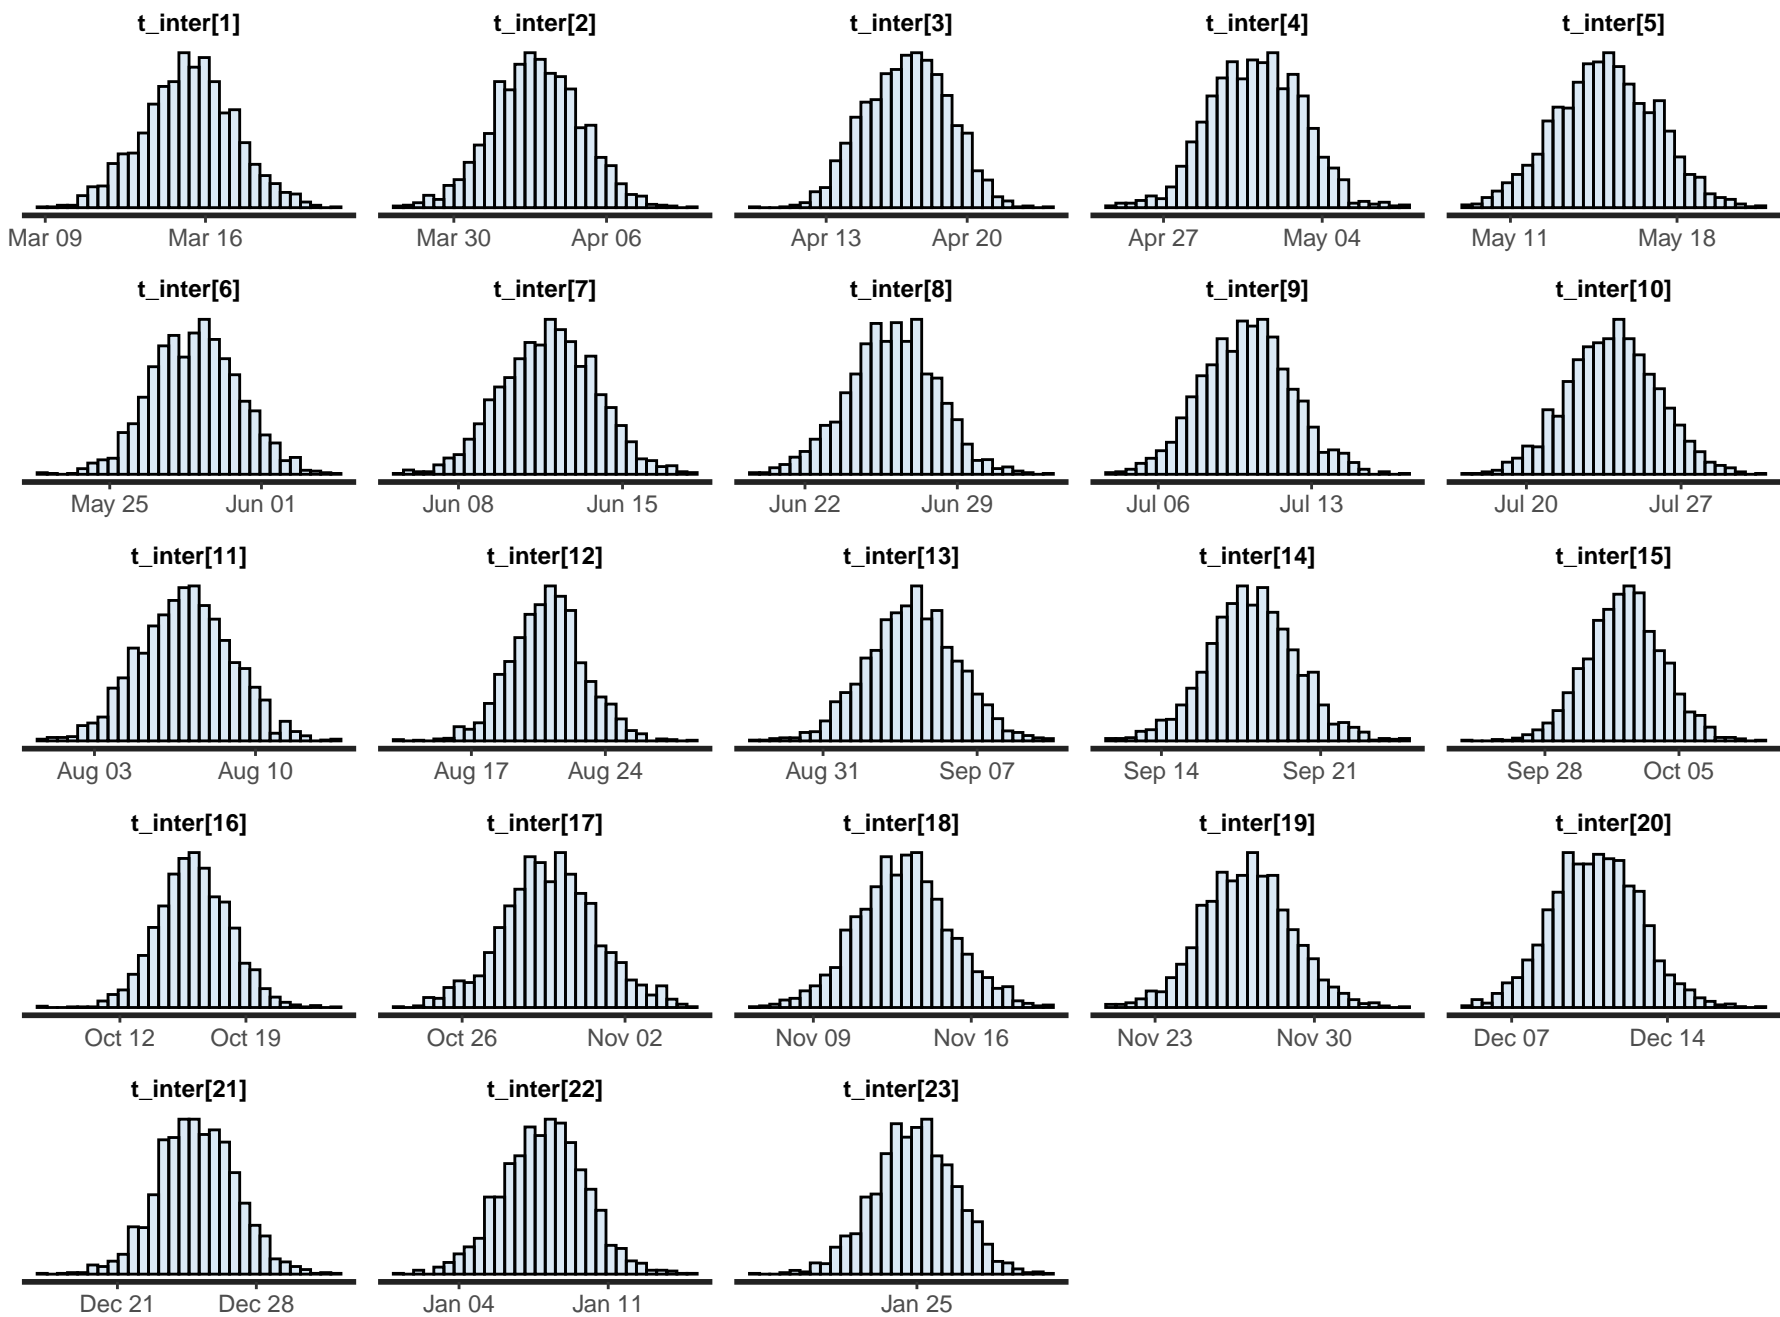 t_inter[1] t_inter[2] t_inter[3] t_inter[4] t_inter[5]
Mar 09 Mar 16 Mar 30 Apr 06 Apr 13 Apr 20 Apr 27 May 04 May 11 May 18
t_inter[6] t_inter[7] t_inter[8] t_inter[9] t_inter[10]
May 25 Jun 01 Jun 08 Jun 15 Jun 22 Jun 29 Jul 06 Jul 13 Jul 20 Jul 27
t_inter[11] t_inter[12] t_inter[13] t_inter[14] t_inter[15]
Aug 03 Aug 10 Aug 17 Aug 24 Aug 31 Sep 07 Sep 14 Sep 21 Sep 28 Oct 05
t_inter[16] t_inter[17] t_inter[18] t_inter[19] t_inter[20]
Oct 12 Oct 19 Oct 26 Nov 02 Nov 09 Nov 16 Nov 23 Nov 30 Dec 07 Dec 14
t_inter[21] t_inter[22] t_inter[23]
Dec 21 Dec 28 Jan 04 Jan 11 Jan 25